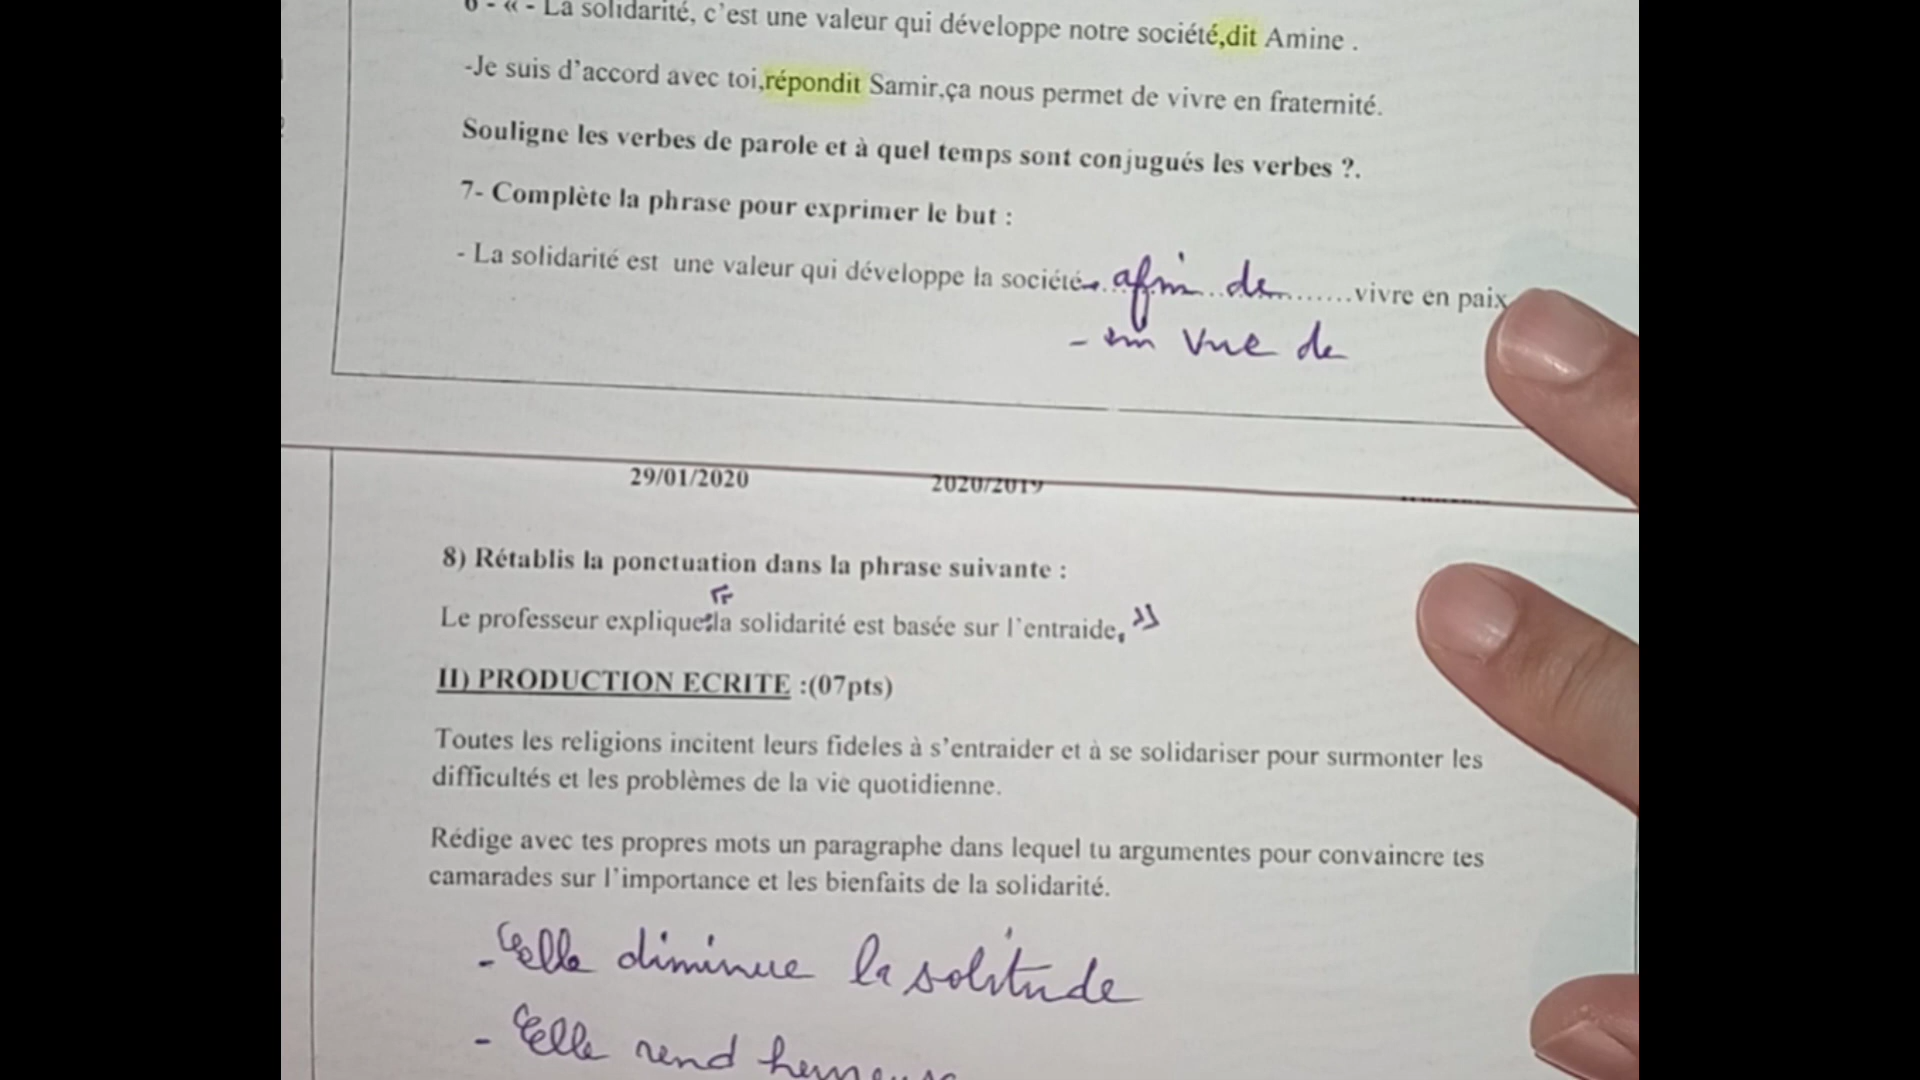 6 - « - La solidarité, c'est une valeur qui développe notre société,dit Amine .
-Je suis d'accord avec toi,répondit Samir,ça nous permet de vivre en fraternité.
Souligne les verbes de parole et à quel temps sont conjugués les verbes ?.
7- Complète la phrase pour exprimer le but :
- La solidarité est une valeur qui développe la société. afin de ..........vivre en paix
- en vue de
29/01/2020 2020/2019
8) Rétablis la ponctuation dans la phrase suivante :
Le professeur explique: « la solidarité est basée sur l'entraide. »
II) PRODUCTION ECRITE :(07pts)
Toutes les religions incitent leurs fideles à s'entraider et à se solidariser pour surmonter les
difficultés et les problèmes de la vie quotidienne.
Rédige avec tes propres mots un paragraphe dans lequel tu argumentes pour convaincre tes
camarades sur l'importance et les bienfaits de la solidarité.
- Elle diminue la solitude
- Elle rend